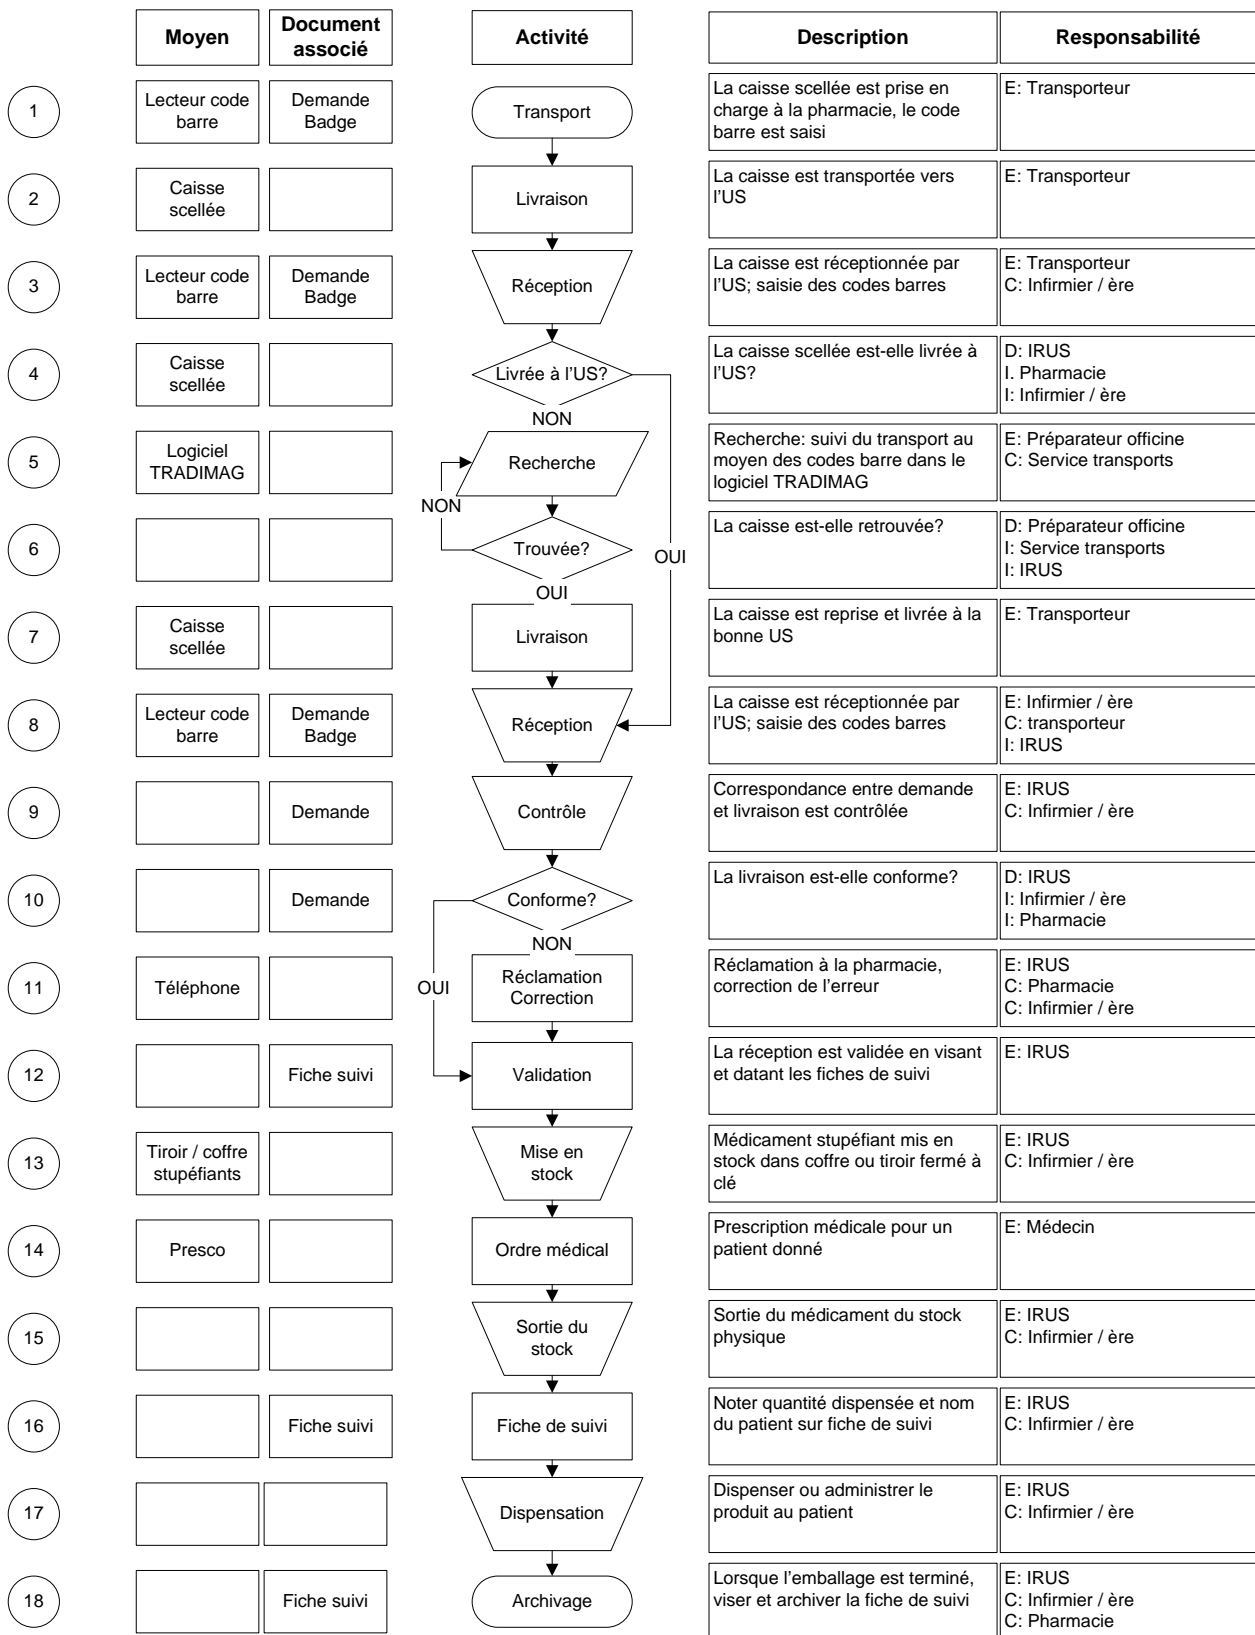 Moyen
Document
associé
Activité
Description
Responsabilité
1
Lecteur code
barre
Demande
Badge
Transport
La caisse scellée est prise en
charge à la pharmacie, le code
barre est saisi
E: Transporteur
2
Caisse
scellée
Livraison
La caisse est transportée vers
l'US
E: Transporteur
3
Lecteur code
barre
Demande
Badge
Réception
La caisse est réceptionnée par
l'US; saisie des codes barres
E: Transporteur
C: Infirmier / ère
4
Caisse
scellée
Livrée à l'US?
La caisse scellée est-elle livrée à
l'US?
D: IRUS
I. Pharmacie
I: Infirmier / ère
NON
5
Logiciel
TRADIMAG
Recherche
Recherche: suivi du transport au
moyen des codes barre dans le
logiciel TRADIMAG
E: Préparateur officine
C: Service transports
NON
6
Trouvée?
OUI
La caisse est-elle retrouvée?
D: Préparateur officine
I: Service transports
I: IRUS
OUI
7
Caisse
scellée
Livraison
La caisse est reprise et livrée à la
bonne US
E: Transporteur
8
Lecteur code
barre
Demande
Badge
Réception
La caisse est réceptionnée par
l'US; saisie des codes barres
E: Infirmier / ère
C: transporteur
I: IRUS
9
Demande
Contrôle
Correspondance entre demande
et livraison est contrôlée
E: IRUS
C: Infirmier / ère
10
Demande
Conforme?
La livraison est-elle conforme?
D: IRUS
I: Infirmier / ère
I: Pharmacie
NON
11
Téléphone
OUI
Réclamation
Correction
Réclamation à la pharmacie,
correction de l'erreur
E: IRUS
C: Pharmacie
C: Infirmier / ère
12
Fiche suivi
Validation
La réception est validée en visant
et datant les fiches de suivi
E: IRUS
13
Tiroir / coffre
stupéfiants
Mise en
stock
Médicament stupéfiant mis en
stock dans coffre ou tiroir fermé à
clé
E: IRUS
C: Infirmier / ère
14
Presco
Ordre médical
Prescription médicale pour un
patient donné
E: Médecin
15
Sortie du
stock
Sortie du médicament du stock
physique
E: IRUS
C: Infirmier / ère
16
Fiche suivi
Fiche de suivi
Noter quantité dispensée et nom
du patient sur fiche de suivi
E: IRUS
C: Infirmier / ère
17
Dispensation
Dispenser ou administrer le
produit au patient
E: IRUS
C: Infirmier / ère
18
Fiche suivi
Archivage
Lorsque l'emballage est terminé,
viser et archiver la fiche de suivi
E: IRUS
C: Infirmier / ère
C: Pharmacie